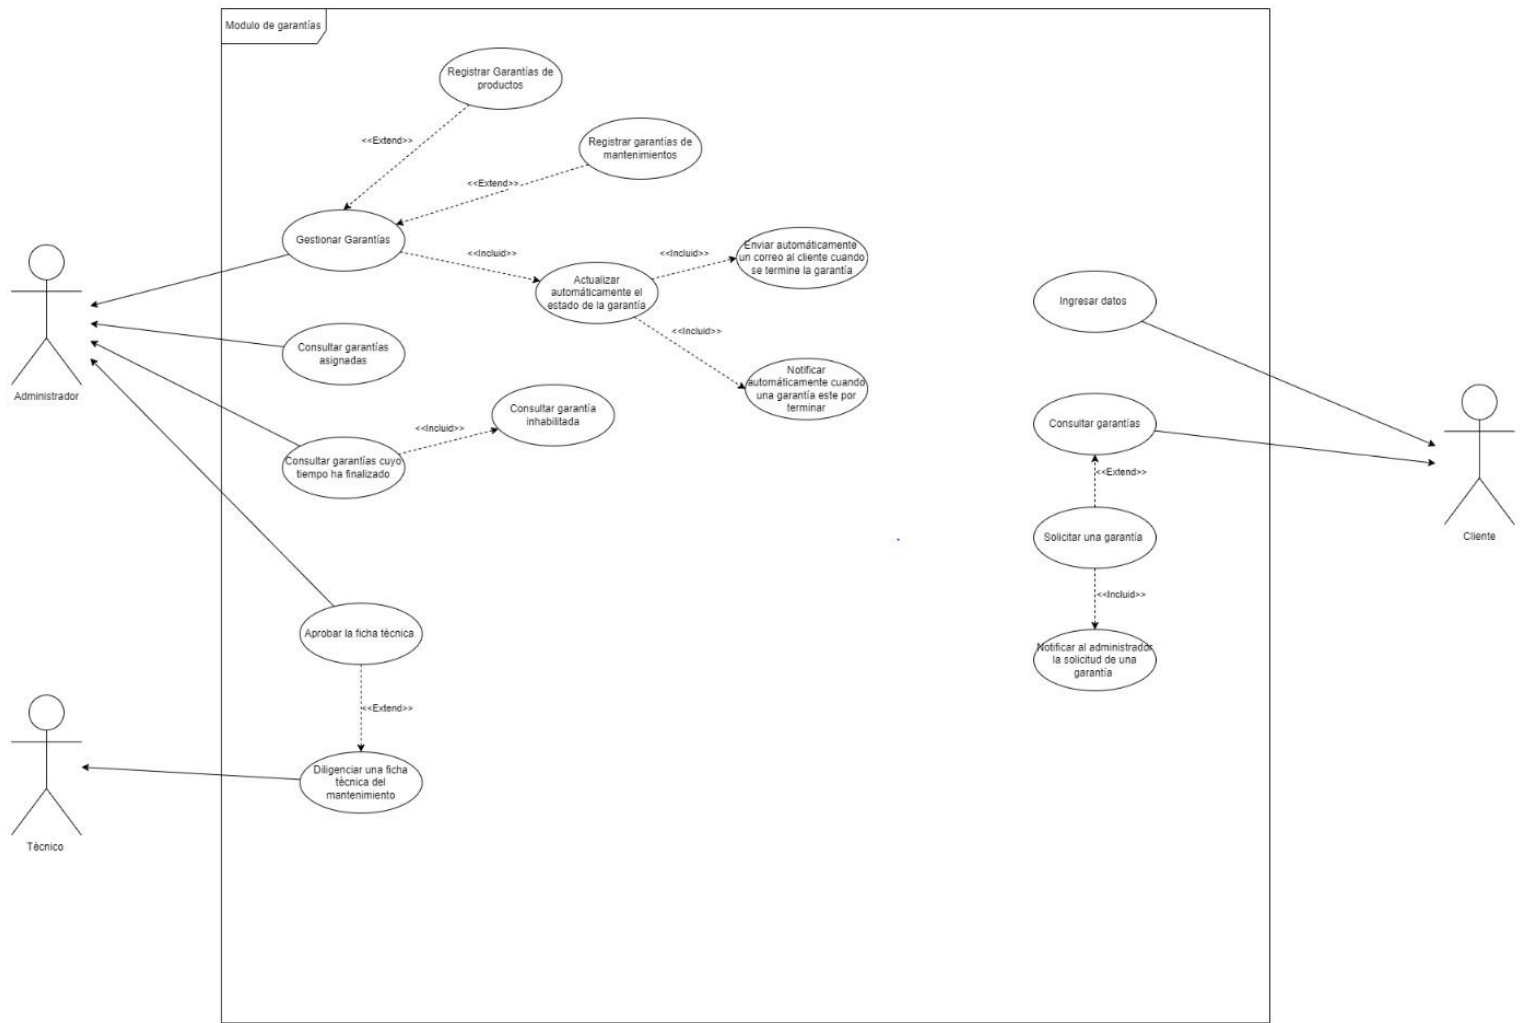 Modulo de garantías
Registrar Garantías de
productos
<<Extend>>
Registrar garantías de
mantenimientos
<<Extend>>
Gestionar Garantías
<<Incluid>>
Actualizar
automáticamente el
estado de la garantía
<<Incluid>>
Enviar automáticamente
un correo al cliente cuando
se termine la garantía
<<Incluid>>
Notificar
automáticamente cuando
una garantía este por
terminar
Administrador
Consultar garantías
asignadas
Consultar garantías cuyo
tiempo ha finalizado
<<Incluid>>
Consultar garantía
inhabilitada
Aprobar la ficha técnica
<<Extend>>
Diligenciar una ficha
técnica del
mantenimiento
Técnico
Ingresar datos
Consultar garantías
<<Extend>>
Solicitar una garantía
<<Incluid>>
Notificar al administrador
la solicitud de una
garantía
Cliente